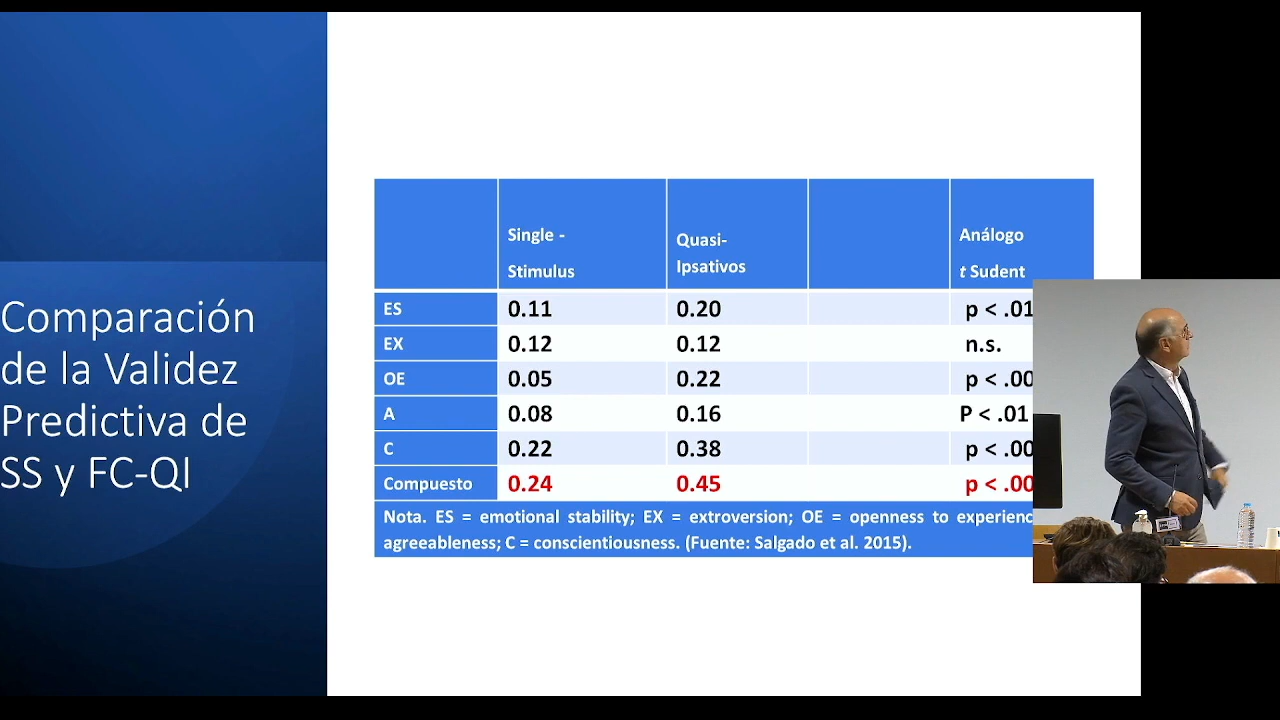 Comparación
de la Validez
Predictiva de
SS y FC-QI
Single -
Stimulus
Quasi-
Ipsativos
Análogo
t Sudent
ES 0.11 0.20 p < .01
EX 0.12 0.12 n.s.
OE 0.05 0.22 p < .00
A 0.08 0.16 P < .01
C 0.22 0.38 p < .00
Compuesto 0.24 0.45 p < .00
Nota. ES = emotional stability; EX = extroversion; OE = openness to
agreeableness; C = conscientiousness. (Fuente: Salgado et al. 2015).